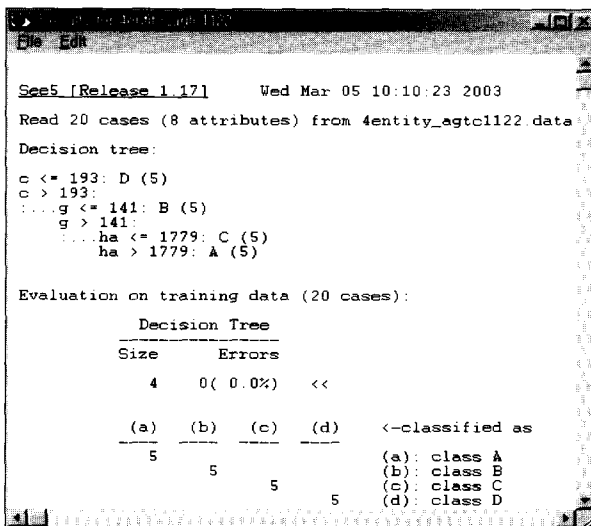 File Edit
See5 [Release 1.17] Wed Mar 05 10:10:23 2003
Read 20 cases (8 attributes) from 4entity_agtc1122.data
Decision tree:
c <= 193: D (5)
c > 193:
:...g <= 141: B (5)
g > 141:
:...ha <= 1779: C (5)
ha > 1779: A (5)
Evaluation on training data (20 cases):
Decision Tree
Size Errors
4 0( 0.0%) <<
(a) (b) (c) (d) <-classified as
5 (a): class A
5 (b): class B
5 (c): class C
5 (d): class D